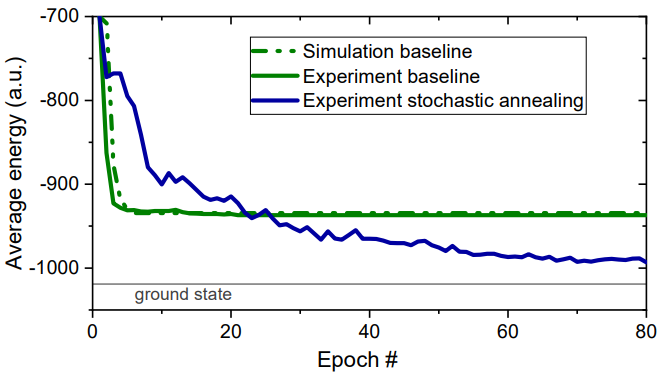 -700
-800
-900
-1000
Average energy (a.u.)
Simulation baseline
Experiment baseline
Experiment stochastic annealing
ground state
0 20 40 60 80
Epoch #